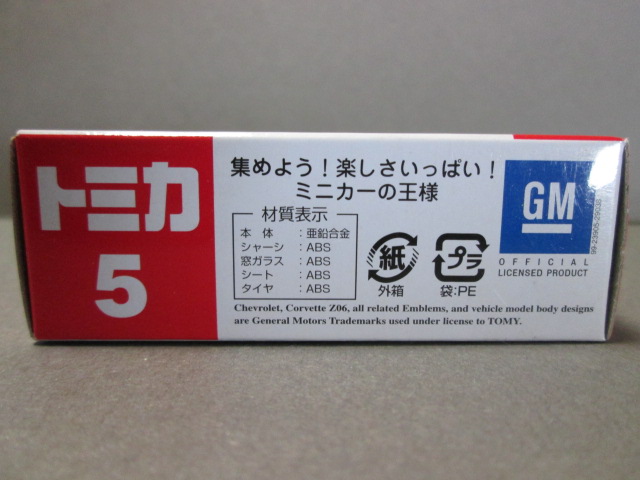 トミカ
5
集めよう!楽しさいっぱい!
ミニカーの王様
材質表示
本体:亜鉛合金
シャーシ:ABS
窓ガラス:ABS
シート:ABS
タイヤ:ABS
紙
外箱
プラ
袋:PE
GM
OFFICIAL
LICENSED PRODUCT
Chevrolet, Corvette Z06, all related Emblems, and vehicle model body designs
are General Motors Trademarks used under license to TOMY.